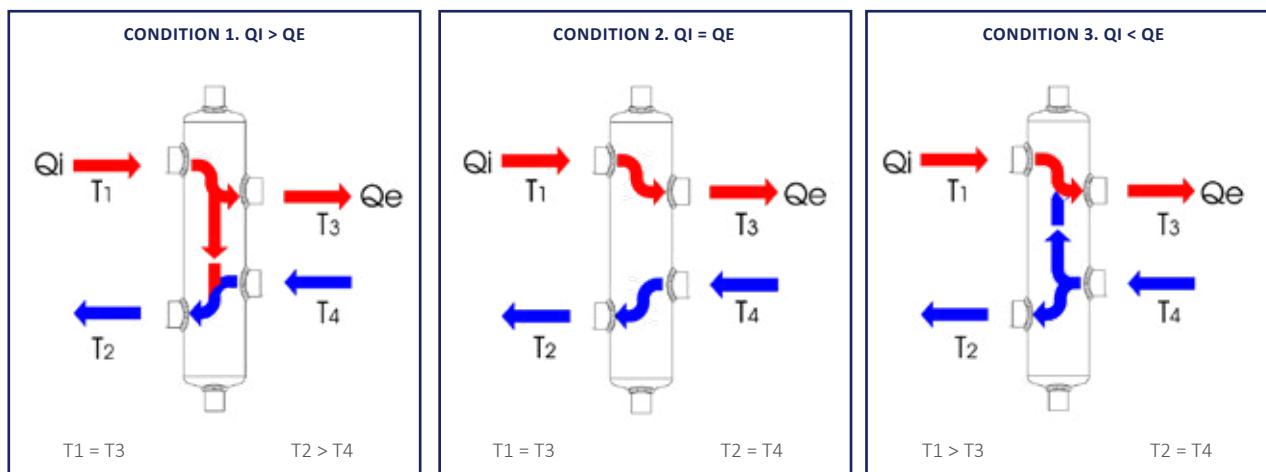 CONDITION 1. QI > QE
Qi
T1
T3
Qe
T2
T4
T1 = T3
T2 > T4
CONDITION 2. QI = QE
Qi
T1
T3
Qe
T2
T4
T1 = T3
T2 = T4
CONDITION 3. QI < QE
Qi
T1
T3
Qe
T2
T4
T1 > T3
T2 = T4